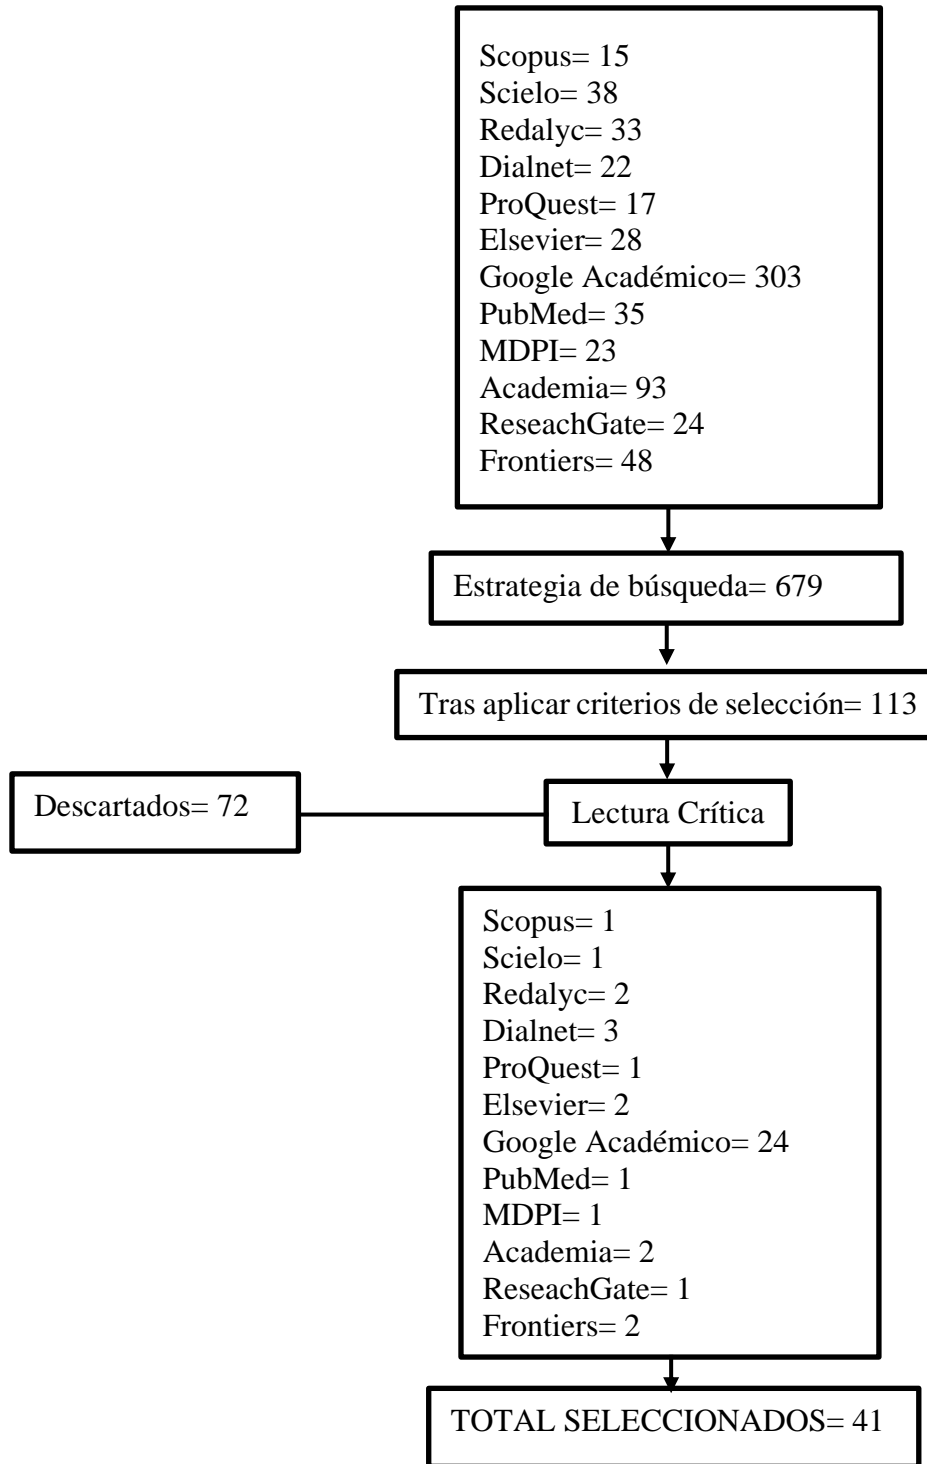 Scopus= 15
Scielo= 38
Redalyc= 33
Dialnet= 22
ProQuest= 17
Elsevier= 28
Google Académico= 303
PubMed= 35
MDPI= 23
Academia= 93
ReseachGate= 24
Frontiers= 48
Estrategia de búsqueda= 679
Tras aplicar criterios de selección= 113
Descartados= 72
Lectura Crítica
Scopus= 1
Scielo= 1
Redalyc= 2
Dialnet= 3
ProQuest= 1
Elsevier= 2
Google Académico= 24
PubMed= 1
MDPI= 1
Academia= 2
ReseachGate= 1
Frontiers= 2
TOTAL SELECCIONADOS= 41